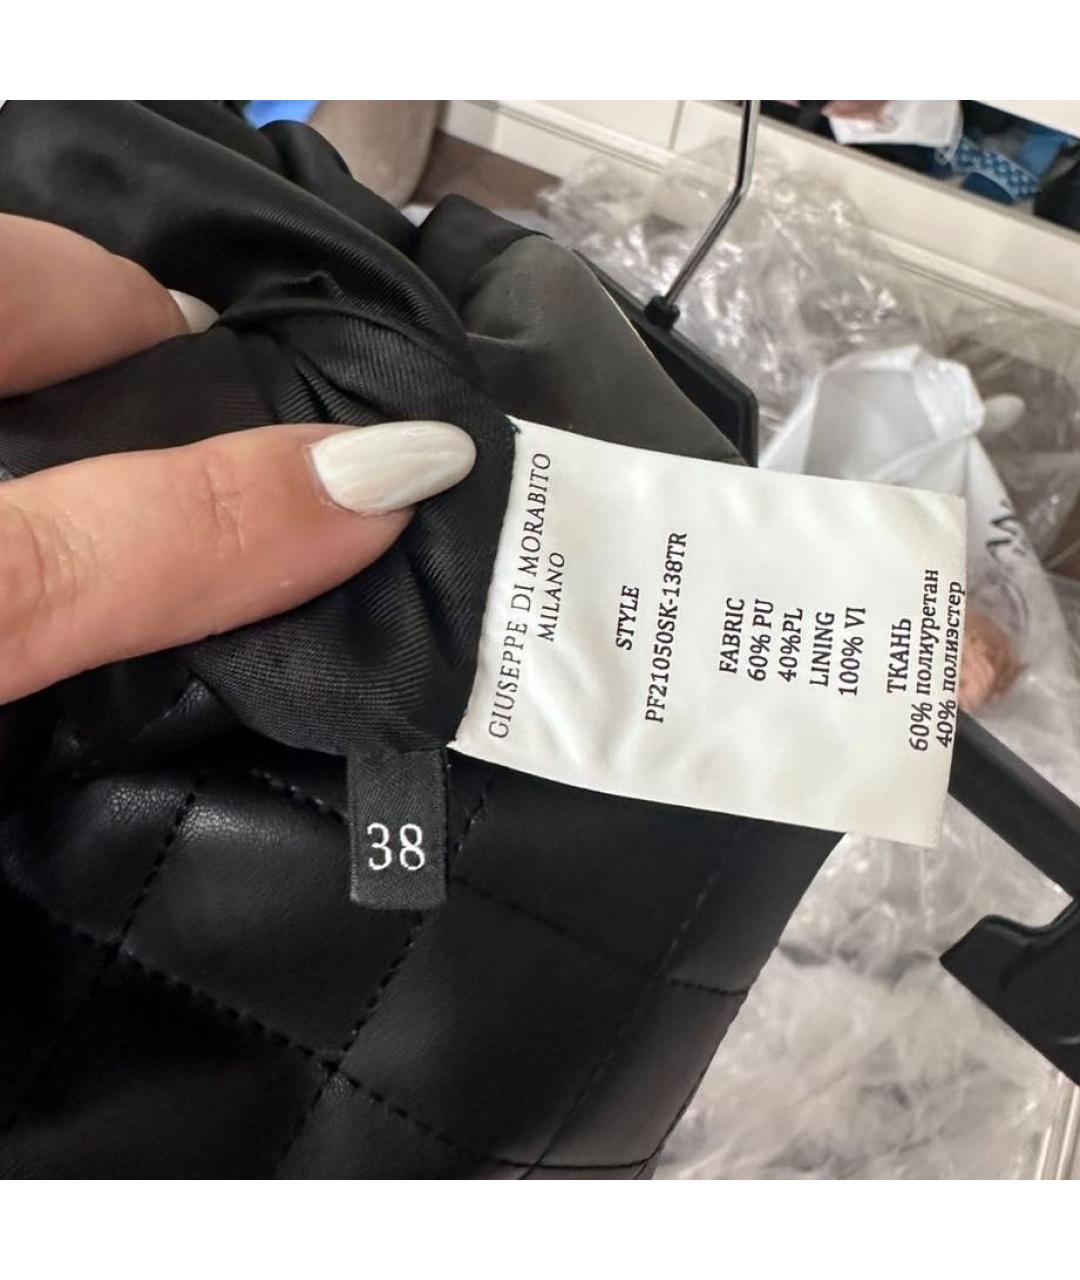 GIUSEPPE DI MORABITO
MILANO
STYLE
PF21050SK-138TR
FABRIC
60% PU
40%PL
LINING
100% VI
ТКАНЬ
60% полиуретан
40% полиэстер
38